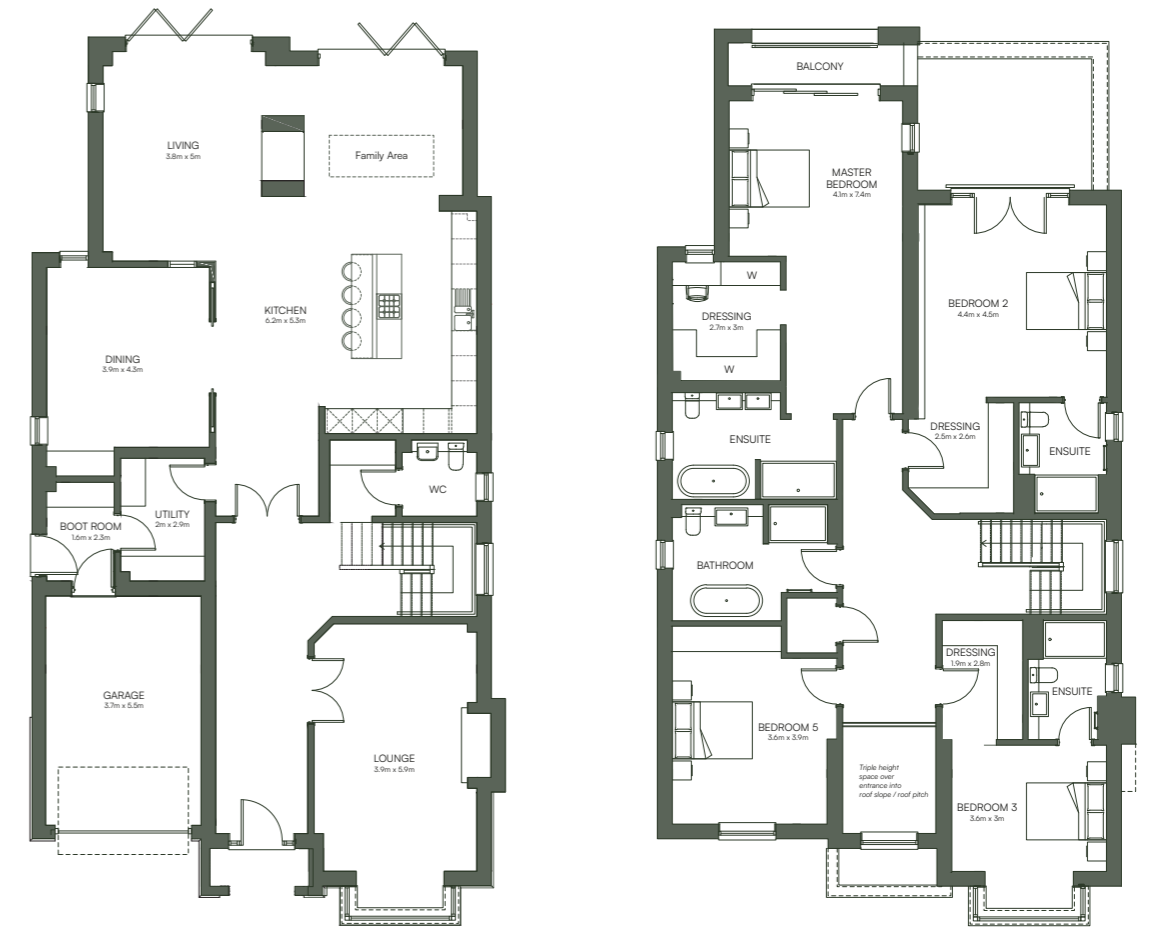 LIVING
3.8m x 5m
Family Area
KITCHEN
6.2m x 5.3m
DINING
3.9m x 4.3m
WC
UTILITY
2m x 2.9m
BOOT ROOM
1.6m x 2.3m
GARAGE
3.7m x 5.5m
LOUNGE
3.9m x 5.9m
BALCONY
MASTER
BEDROOM
4.1m x 7.4m
W
DRESSING
2.7m x 3m
W
BEDROOM 2
4.4m x 4.5m
DRESSING
2.5m x 2.6m
ENSUITE
ENSUITE
BATHROOM
DRESSING
1.9m x 2.8m
ENSUITE
BEDROOM 5
3.6m x 3.9m
Triple height
space over
entrance into
roof slope / roof pitch
BEDROOM 3
3.6m x 3m